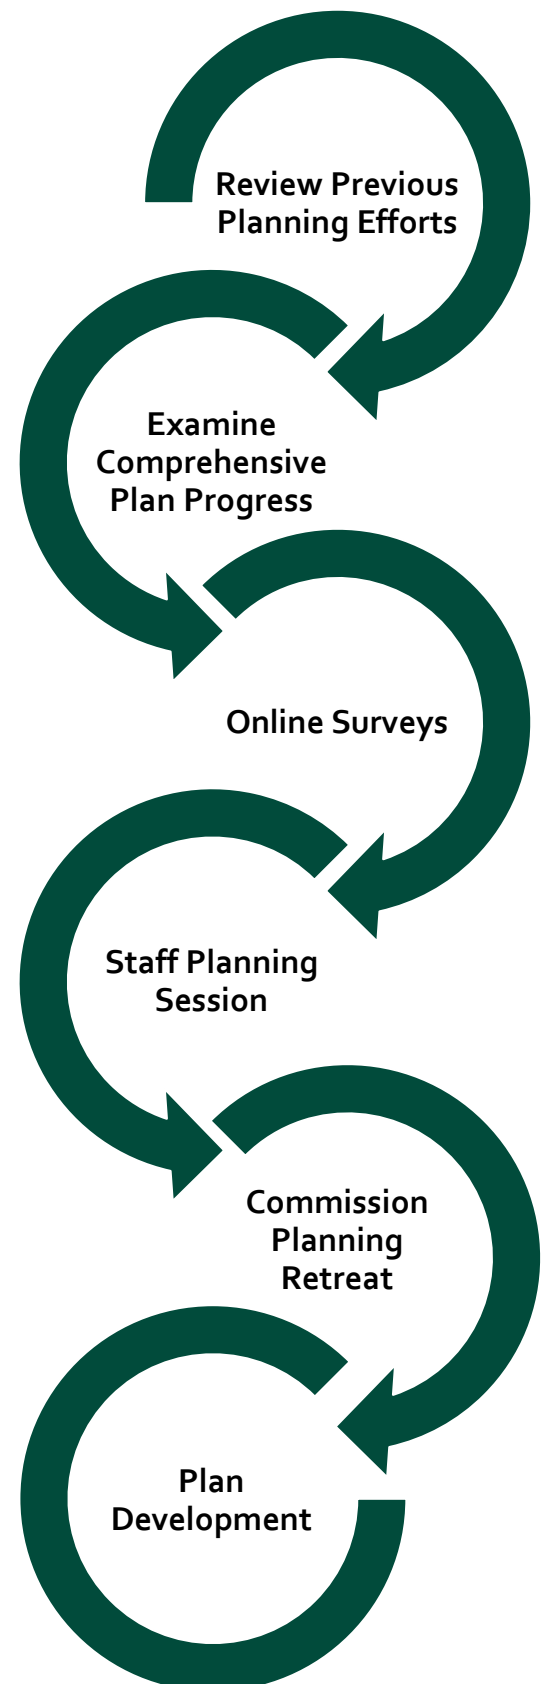 Review Previous
Planning Efforts
Examine
Comprehensive
Plan Progress
Online Surveys
Staff Planning
Session
Commission
Planning
Retreat
Plan
Development